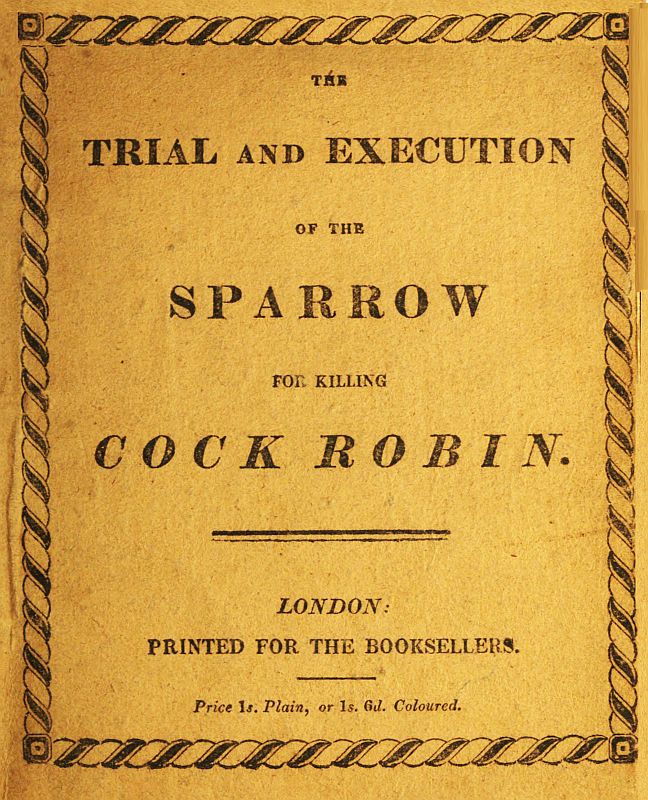 THE
TRIAL AND EXECUTION
OF THE
SPARROW
FOR KILLING
COCK ROBIN.
LONDON:
PRINTED FOR THE BOOKSELLERS.
Price 1s. Plain, or 1s. 6d. Coloured.